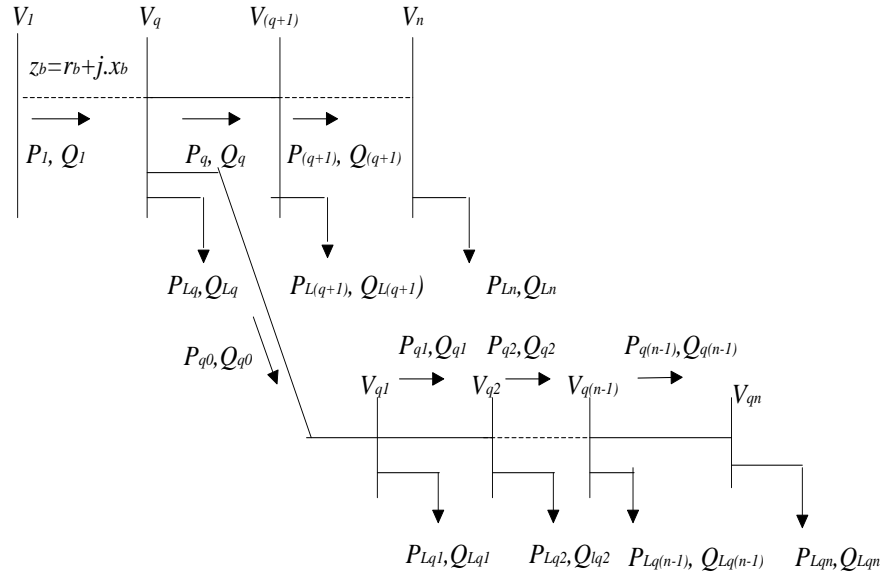 V1 Vq V(q+1) Vn
zb=rb+j.xb
P1, Q1 Pq, Qq P(q+1), Q(q+1)
PLq,QLq PL(q+1), QL(q+1) PLn,QLn
Pq0,Qq0 Pq1,Qq1 Pq2,Qq2 Pq(n-1),Qq(n-1)
Vq1 Vq2 Vq(n-1) Vqn
PLq1,QLq1 PLq2,Qlq2 PLq(n-1), QLq(n-1) PLqn,QLqn